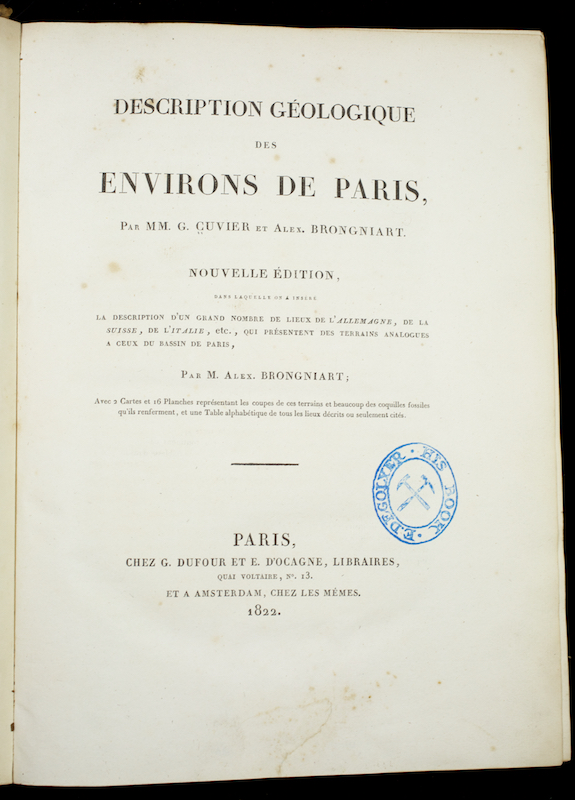 DESCRIPTION GÉOLOGIQUE
DES
ENVIRONS DE PARIS,
PAR MM. G. CUVIER ET ALEX. BRONGNIART.
NOUVELLE ÉDITION,
DANS LAQUELLE ON A INSÉRÉ
LA DESCRIPTION D'UN GRAND NOMBRE DE LIEUX DE L'ALLEMAGNE, DE LA
SUISSE, DE L'ITALIE, etc., QUI PRÉSENTENT DES TERRAINS ANALOGUES
A CEUX DU BASSIN DE PARIS,
PAR M. ALEX. BRONGNIART;
Avec 2 Cartes et 16 Planches représentant les coupes de ces terrains et beaucoup des coquilles fossiles
qu'ils renferment, et une Table alphabétique de tous les lieux décrits ou seulement cités.
E. DEGOLYER · HIS BOOK ·
PARIS,
CHEZ G. DUFOUR ET E. D'OCAGNE, LIBRAIRES,
QUAI VOLTAIRE, Nº. 13.
ET A AMSTERDAM, CHEZ LES MÊMES.
1822.